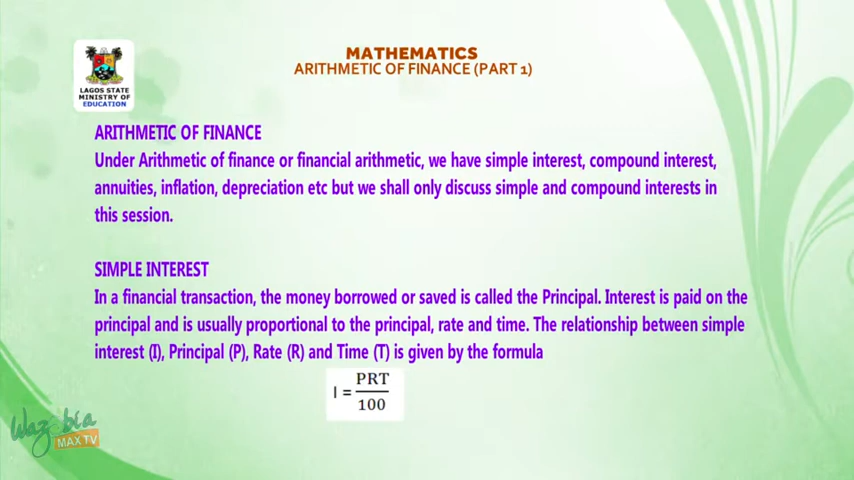 LAGOS STATE
MINISTRY OF
EDUCATION
MATHEMATICS
ARITHMETIC OF FINANCE (PART 1)
ARITHMETIC OF FINANCE
Under Arithmetic of finance or financial arithmetic, we have simple interest, compound interest,
annuities, inflation, depreciation etc but we shall only discuss simple and compound interests in
this session.
SIMPLE INTEREST
In a financial transaction, the money borrowed or saved is called the Principal. Interest is paid on the
principal and is usually proportional to the principal, rate and time. The relationship between simple
interest (I), Principal (P), Rate (R) and Time (T) is given by the formula
I = PRT
100
Wazobia
MAX TV